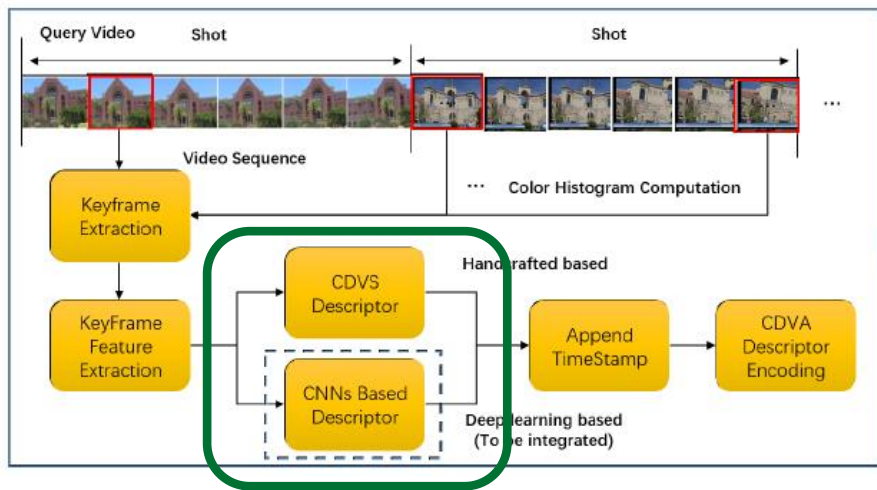 Query Video
Shot
Shot
...
Video Sequence
... Color Histogram Computation
Keyframe
Extraction
Handcrafted based
CDVS
Descriptor
KeyFrame
Feature
Extraction
Append
TimeStamp
CDVA
Descriptor
Encoding
CNNs Based
Descriptor
Deep learning based
(To be integrated)